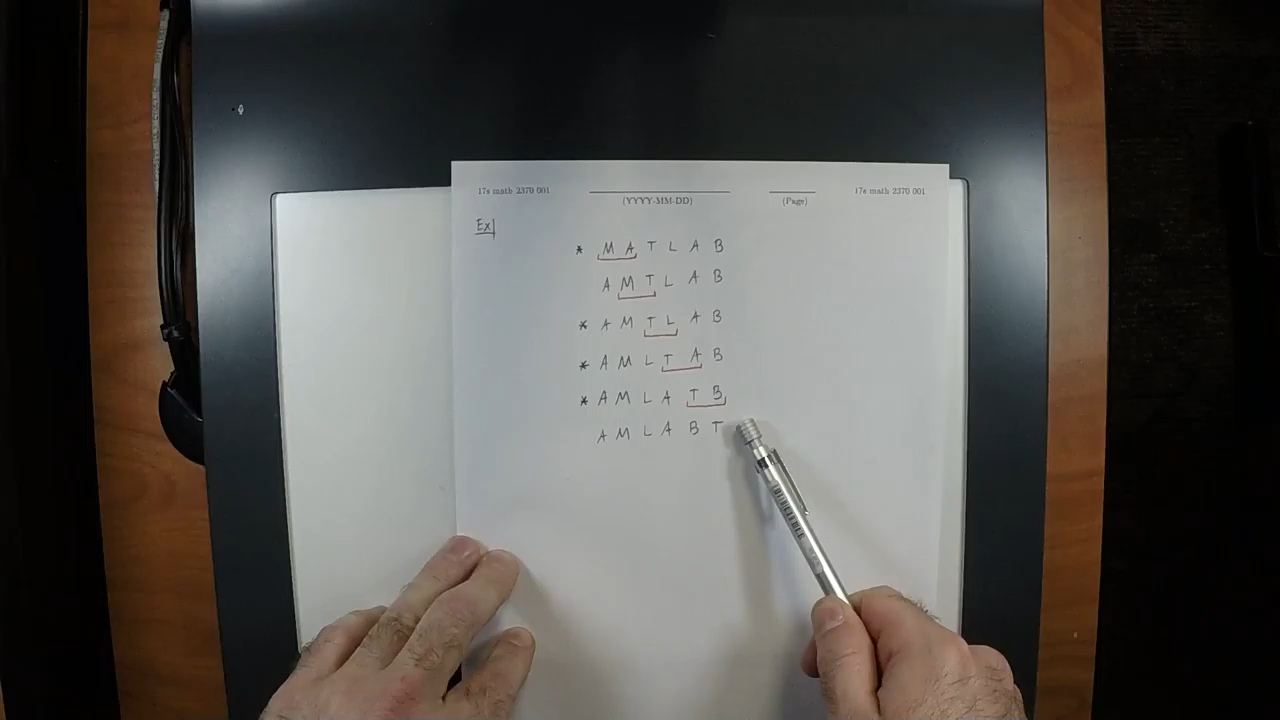 17s math 2370 001 (YYYY-MM-DD) (Page) 17s math 2370 001
Ex
* M A T L A B
A M T L A B
* A M T L A B
* A M L T A B
* A M L A T B
A M L A B T